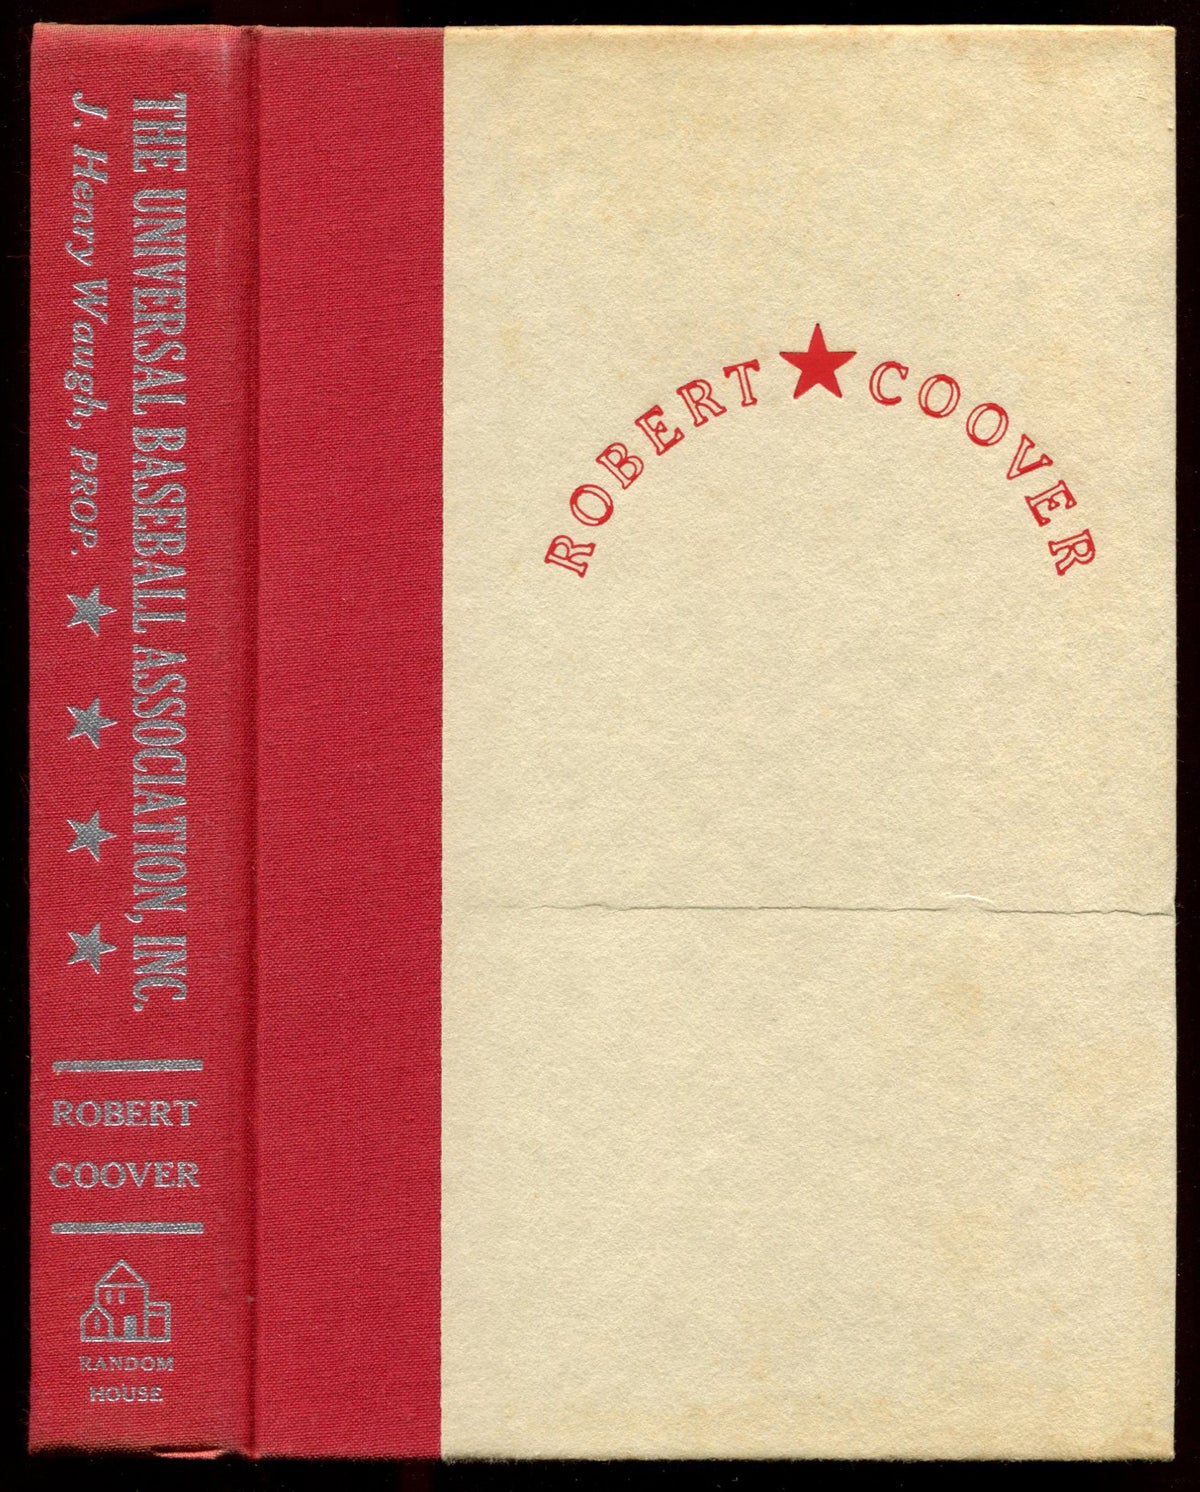 THE UNIVERSAL BASEBALL ASSOCIATION, INC.
J. Henry Waugh, PROP.
ROBERT
COOVER
RANDOM
HOUSE
ROBERT COOVER